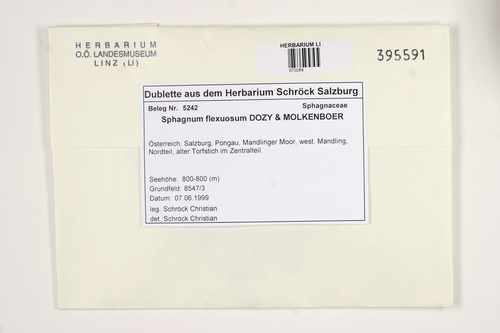 HERBARIUM
O.Ö. LANDESMUSEUM
LINZ (LI)
HERBARIUM LI
670289
395591
Dublette aus dem Herbarium Schröck Salzburg
Beleg Nr. 5242 Sphagnaceae
Sphagnum flexuosum DOZY & MOLKENBOER
Österreich, Salzburg, Pongau, Mandlinger Moor, west. Mandling,
Nordteil, alter Torfstich im Zentralteil.
Seehöhe: 800-800 (m)
Grundfeld: 8547/3
Datum: 07.06.1999
leg.:Schröck Christian
det.:Schröck Christian